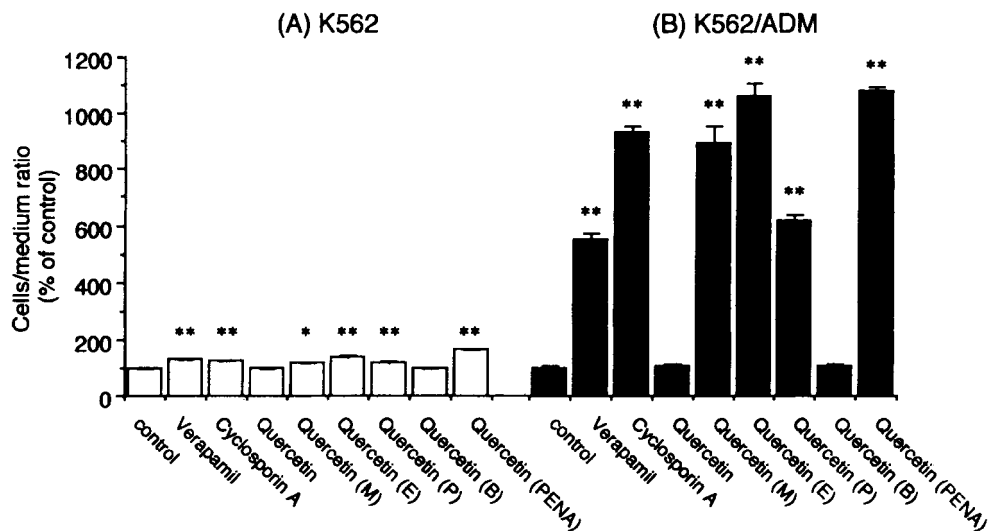 (A) K562
(B) K562/ADM
Cells/medium ratio
(% of control)
1200
1000
800
600
400
200
0
** ** * ** ** **
** ** ** ** ** **
control
Verapamil
Cyclosporin A
Quercetin
Quercetin (M)
Quercetin (E)
Quercetin (P)
Quercetin (B)
Quercetin (PENA)
control
Verapamil
Cyclosporin A
Quercetin
Quercetin (M)
Quercetin (E)
Quercetin (P)
Quercetin (B)
Quercetin (PENA)